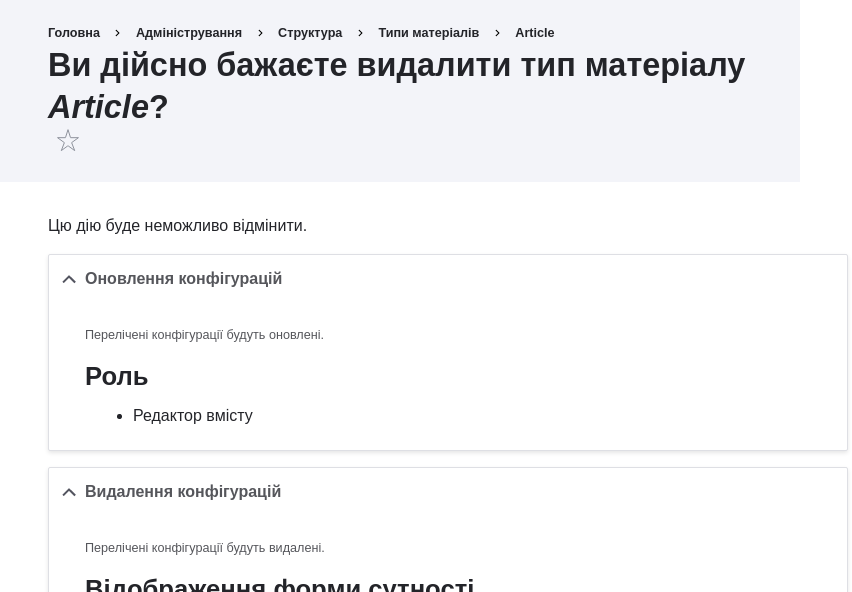 Головна > Адміністрування > Структура > Типи матеріалів > Article
Ви дійсно бажаєте видалити тип матеріалу
Article?
Цю дію буде неможливо відмінити.
Оновлення конфігурацій
Перелічені конфігурації будуть оновлені.
Роль
• Редактор вмісту
Видалення конфігурацій
Перелічені конфігурації будуть видалені.
Відображення форми сутності